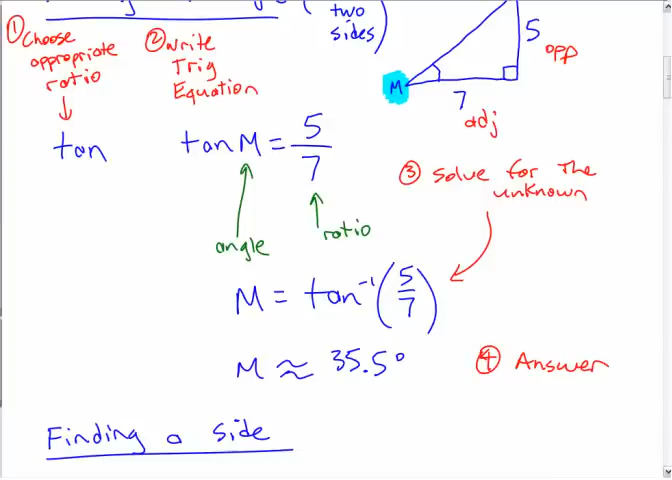 two
sides)
① Choose
appropriate
ratio
② Write
Trig
Equation
5
opp
M
7
adj
tan
tan M = 5/7
angle
ratio
③ Solve for the
unknown
M = tan⁻¹(5/7)
M ≈ 35.5°
④ Answer
Finding a side